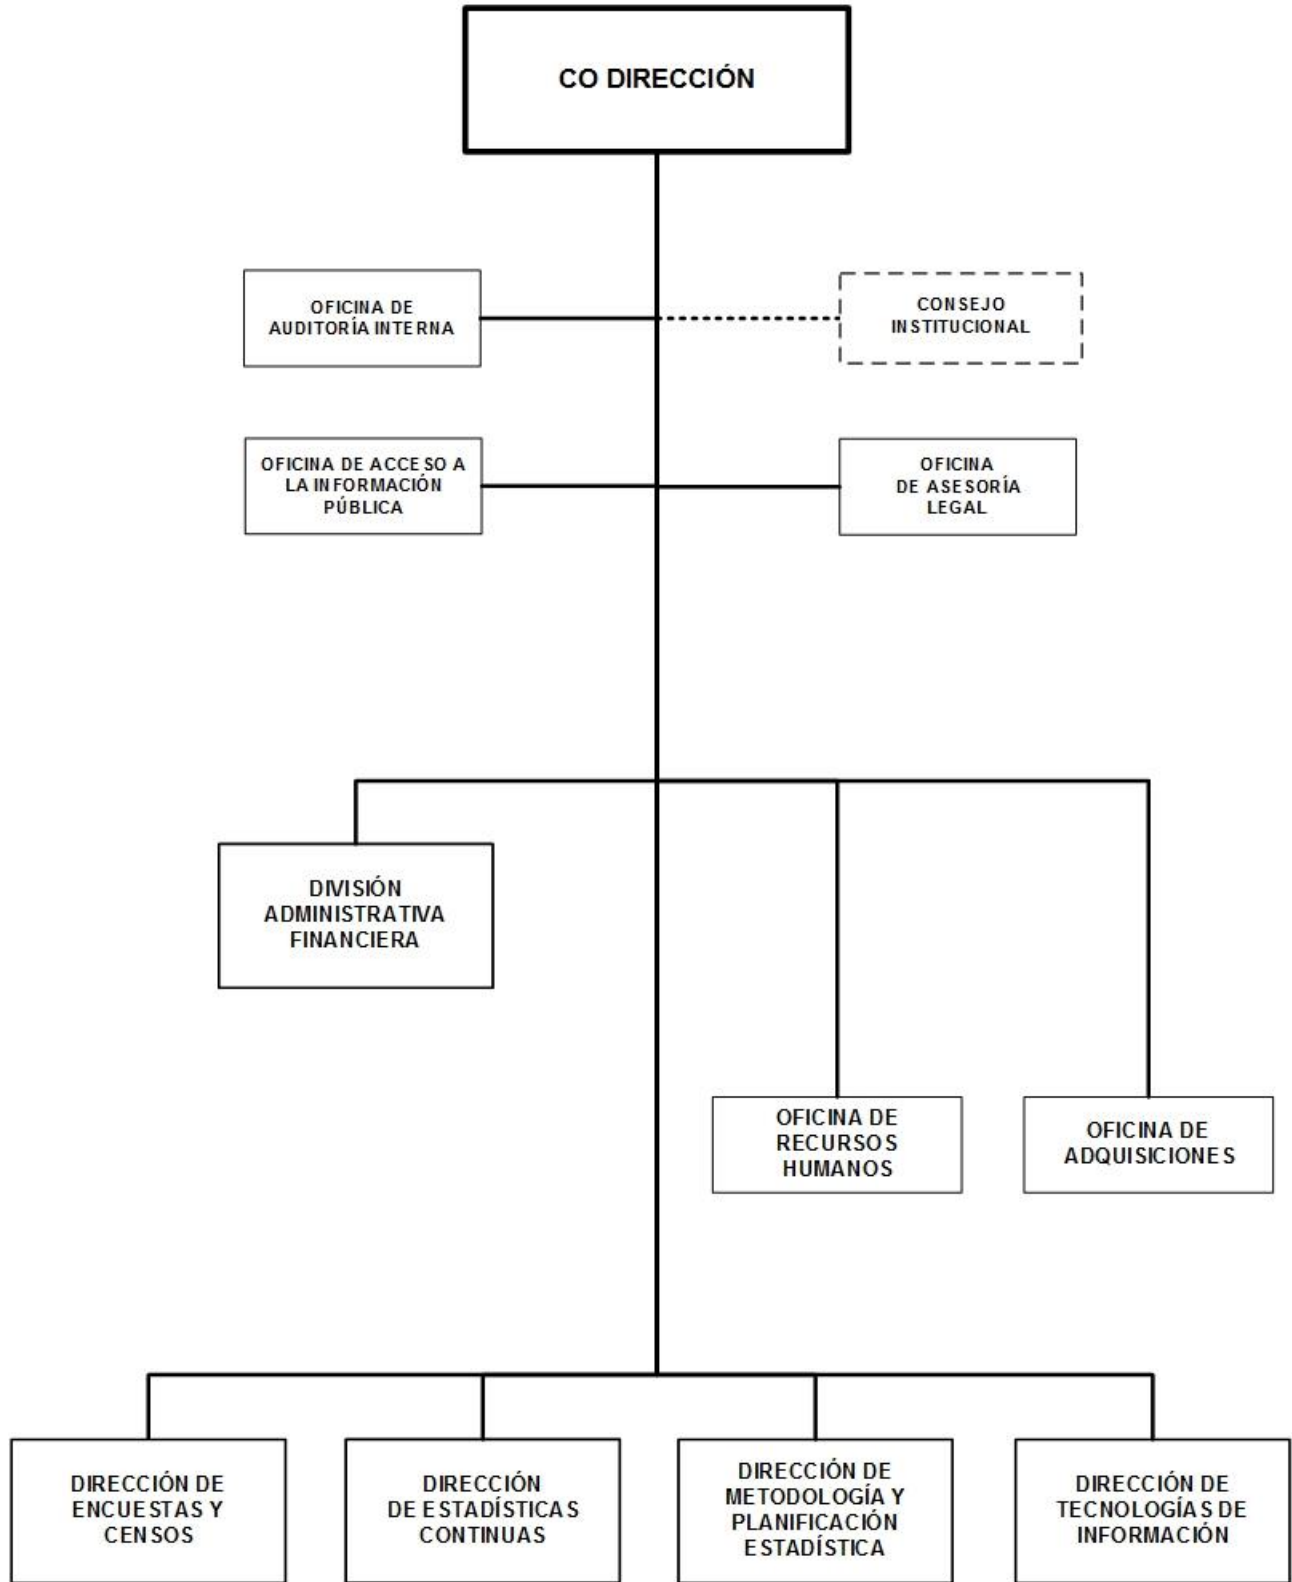 CO DIRECCIÓN
OFICINA DE
AUDITORÍA INTERNA
CONSEJO
INSTITUCIONAL
OFICINA DE ACCESO A
LA INFORMACIÓN
PÚBLICA
OFICINA
DE ASESORÍA
LEGAL
DIVISIÓN
ADMINISTRATIVA
FINANCIERA
OFICINA DE
RECURSOS
HUMANOS
OFICINA DE
ADQUISICIONES
DIRECCIÓN DE
ENCUESTAS Y
CENSOS
DIRECCIÓN
DE ESTADÍSTICAS
CONTINUAS
DIRECCIÓN DE
METODOLOGÍA Y
PLANIFICACIÓN
ESTADÍSTICA
DIRECCIÓN DE
TECNOLOGÍAS DE
INFORMACIÓN